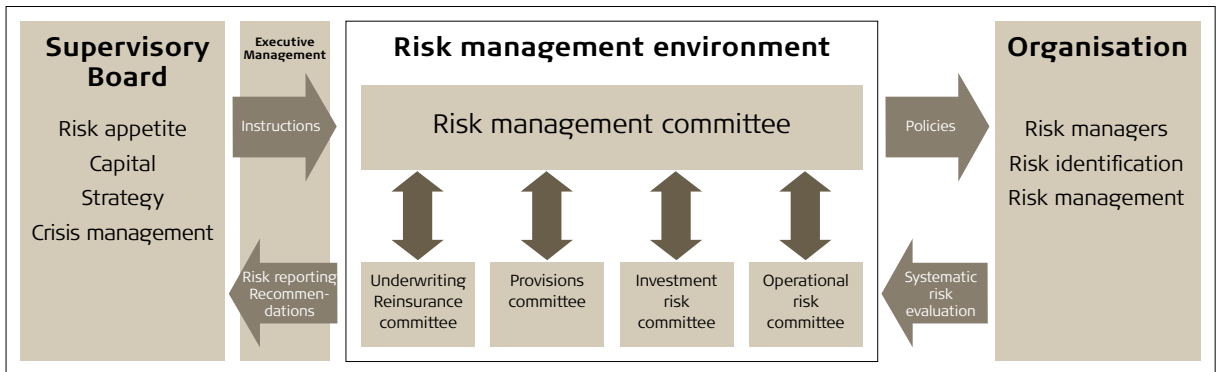 Supervisory
Board
Risk appetite
Capital
Strategy
Crisis management
Executive
Management
Instructions
Risk reporting
Recommen-
dations
Risk management environment
Risk management committee
Underwriting
Reinsurance
committee
Provisions
committee
Investment
risk
committee
Operational
risk
committee
Policies
Systematic
risk
evaluation
Organisation
Risk managers
Risk identification
Risk management